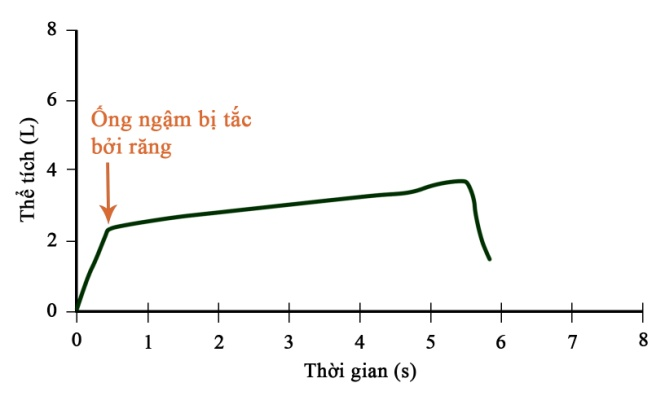 8
6
4
2
0
Thể tích (L)
Ống ngậm bị tắc
bởi răng
0 1 2 3 4 5 6 7 8
Thời gian (s)